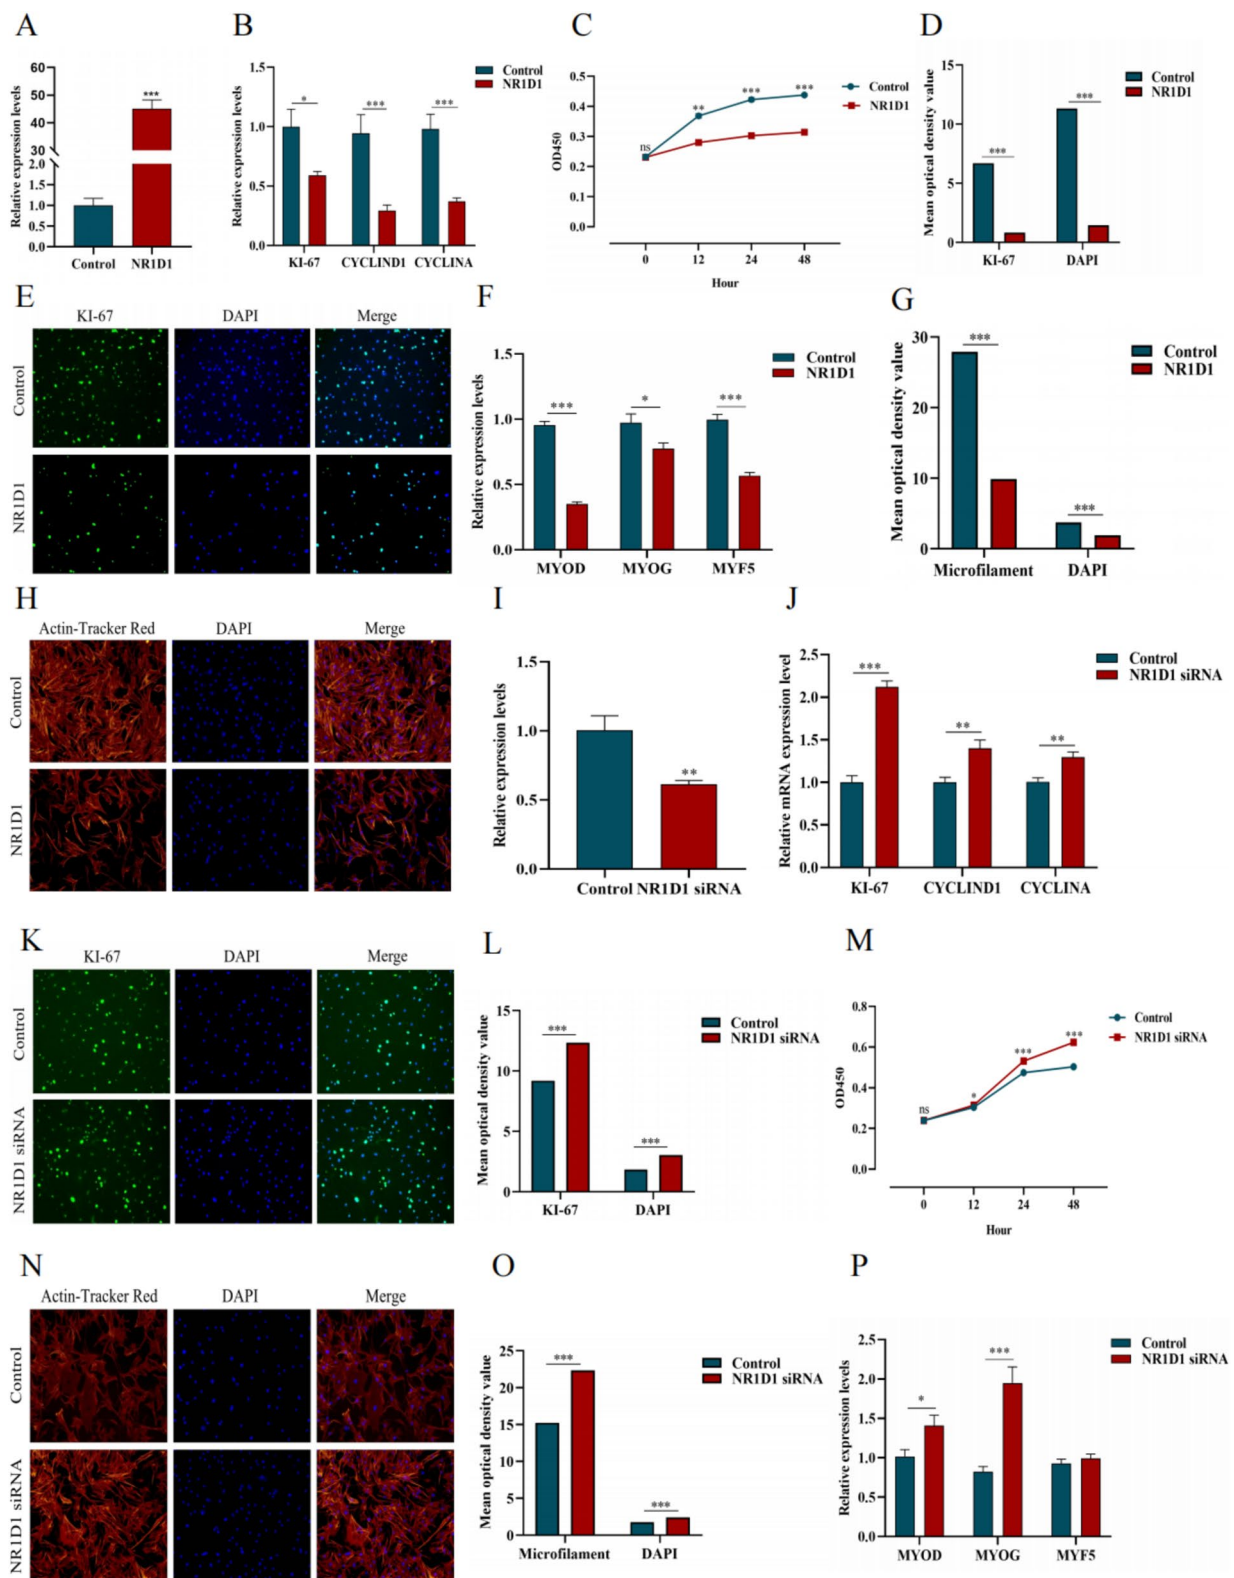 A
Relative expression levels
60
50
40
30
2.0
1.5
1.0
0.5
0.0
***
Control
NR1D1
B
Relative expression levels
1.5
1.0
0.5
0.0
*
***
***
KI-67
CYCLIND1
CYCLINA
Control
NR1D1
C
OD450
0.5
0.4
0.3
0.2
0.1
0.0
ns
**
***
***
0
12
24
48
Hour
Control
NR1D1
D
Mean optical density value
15
10
5
0
***
***
KI-67
DAPI
Control
NR1D1
E
KI-67
DAPI
Merge
Control
NR1D1
F
Relative expression levels
1.5
1.0
0.5
0.0
***
*
***
MYOD
MYOG
MYF5
Control
NR1D1
G
Mean optical density value
30
20
10
0
***
***
Microfilament
DAPI
Control
NR1D1
H
Actin-Tracker Red
DAPI
Merge
Control
NR1D1
I
Relative expression levels
1.5
1.0
0.5
0.0
**
Control NR1D1 siRNA
J
Relative mRNA expression level
2.5
2.0
1.5
1.0
0.5
0.0
***
**
**
KI-67
CYCLIND1
CYCLINA
Control
NR1D1 siRNA
K
KI-67
DAPI
Merge
Control
NR1D1 siRNA
L
Mean optical density value
15
10
5
0
***
***
KI-67
DAPI
Control
NR1D1 siRNA
M
OD450
0.8
0.6
0.4
0.2
0.0
ns
*
***
***
0
12
24
48
Hour
Control
NR1D1 siRNA
N
Actin-Tracker Red
DAPI
Merge
Control
NR1D1 siRNA
O
Mean optical density value
25
20
15
10
5
0
***
***
Microfilament
DAPI
Control
NR1D1 siRNA
P
Relative expression levels
2.5
2.0
1.5
1.0
0.5
0.0
*
***
MYOD
MYOG
MYF5
Control
NR1D1 siRNA